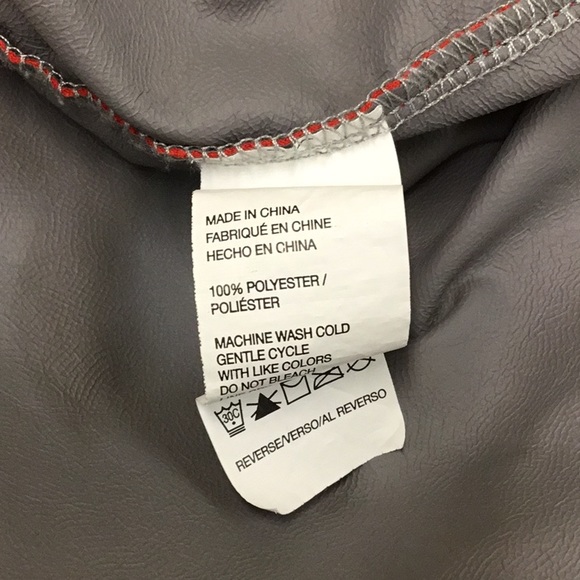 MADE IN CHINA
FABRIQUÉ EN CHINE
HECHO EN CHINA
100% POLYESTER /
POLIÉSTER
MACHINE WASH COLD
GENTLE CYCLE
WITH LIKE COLORS
DO NOT BLEACH
30C
REVERSE/VERSO/AL REVERSO